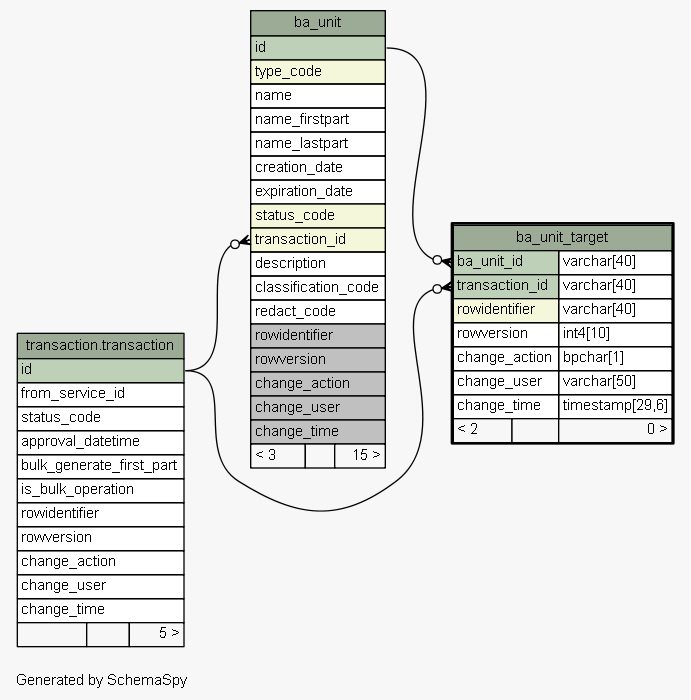 ba_unit
id
type_code
name
name_firstpart
name_lastpart
creation_date
expiration_date
status_code
transaction_id
description
classification_code
redact_code
rowidentifier
rowversion
change_action
change_user
change_time
< 3 15 >
ba_unit_target
ba_unit_id varchar[40]
transaction_id varchar[40]
rowidentifier varchar[40]
rowversion int4[10]
change_action bpchar[1]
change_user varchar[50]
change_time timestamp[29,6]
< 2 0 >
transaction.transaction
id
from_service_id
status_code
approval_datetime
bulk_generate_first_part
is_bulk_operation
rowidentifier
rowversion
change_action
change_user
change_time
5 >
Generated by SchemaSpy